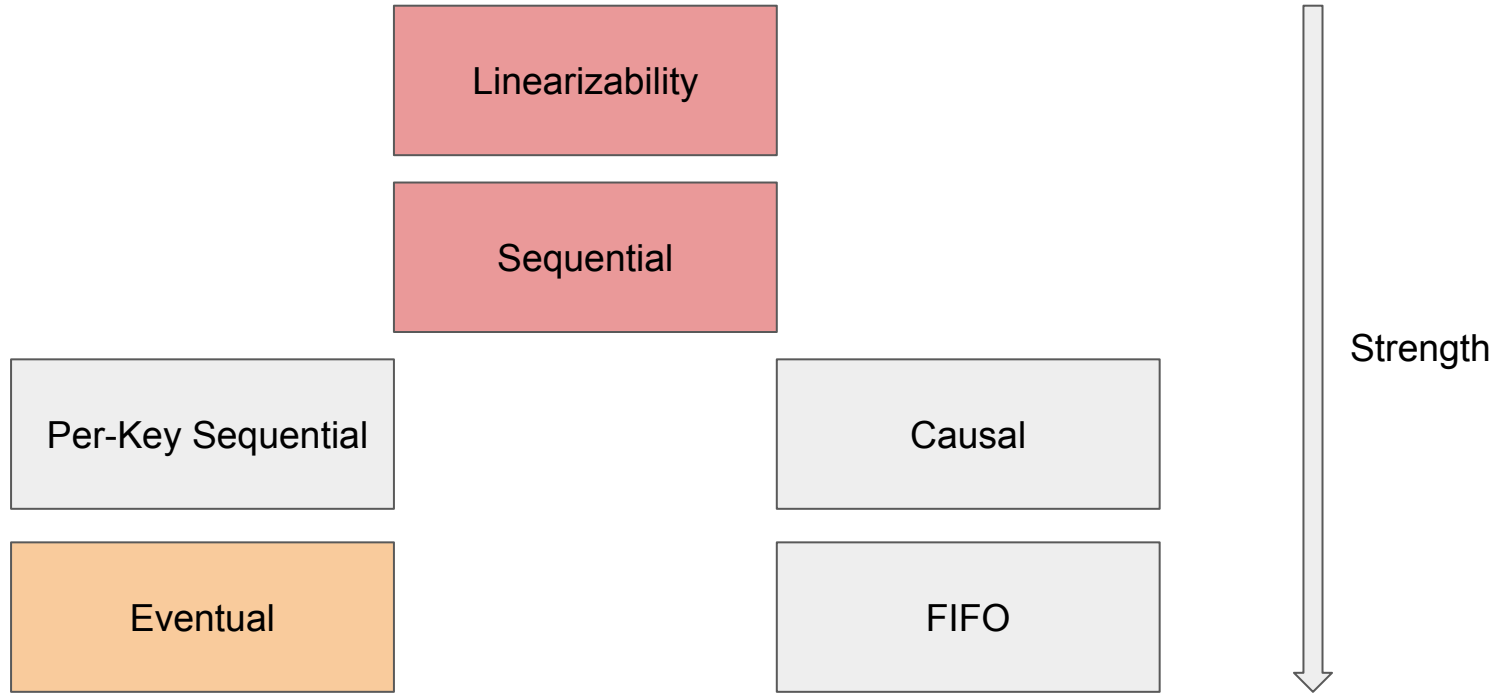 Linearizability
Sequential
Strength
Per-Key Sequential
Causal
Eventual
FIFO